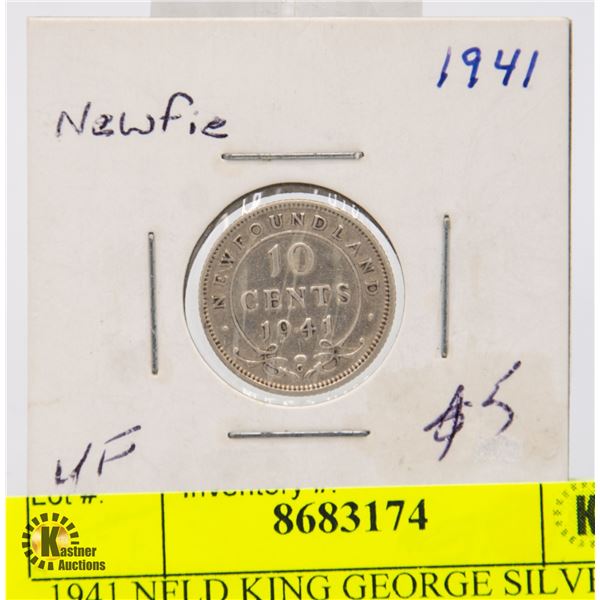 1941
Newfie
NEWFOUNDLAND
10
CENTS
1941
VF
$5
Lot #:
Inventory #:
8683174
K
Kastner
Auctions
1941 NFLD KING GEORGE SILVE